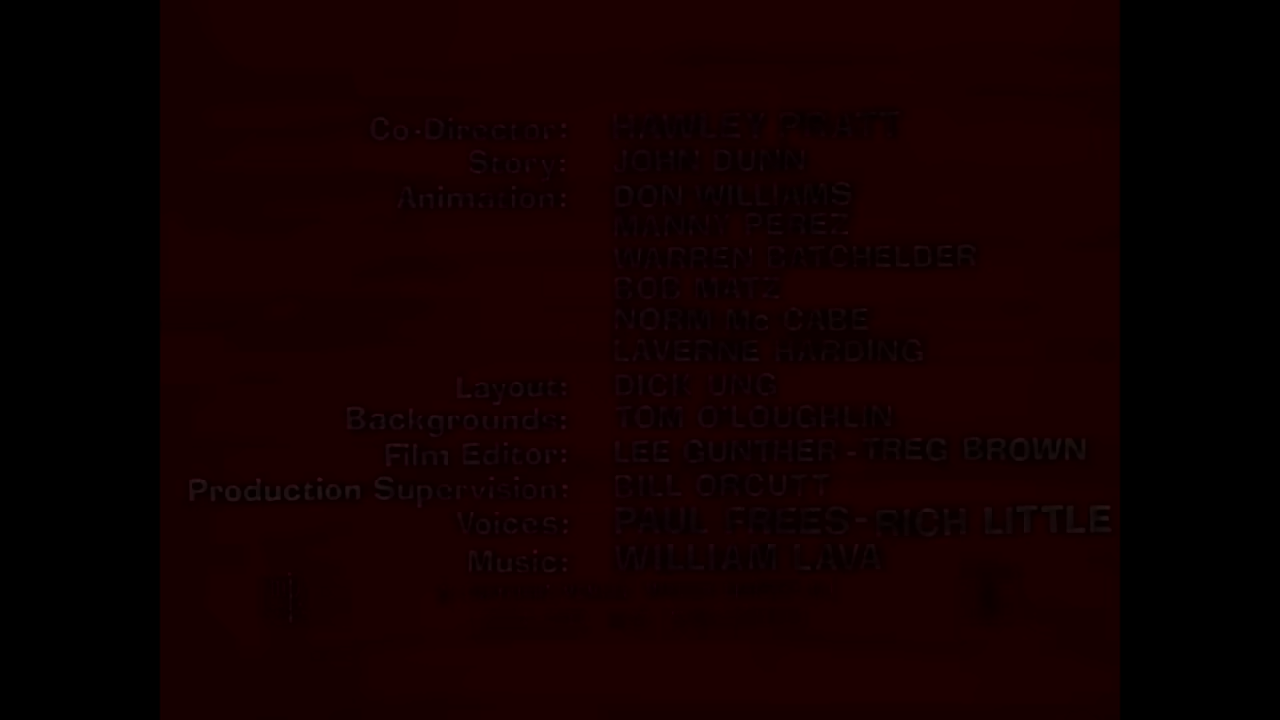 Co-Director: HAWLEY PRATT
Story: JOHN DUNN
Animation: DON WILLIAMS
MANNY PEREZ
WARREN BATCHELDER
BOB MATZ
NORM Mc CABE
LAVERNE HARDING
Layout: DICK UNG
Backgrounds: TOM O'LOUGHLIN
Film Editor: LEE GUNTHER - TREG BROWN
Production Supervision: BILL ORCUTT
Voices: PAUL FREES - RICH LITTLE
Music: WILLIAM LAVA